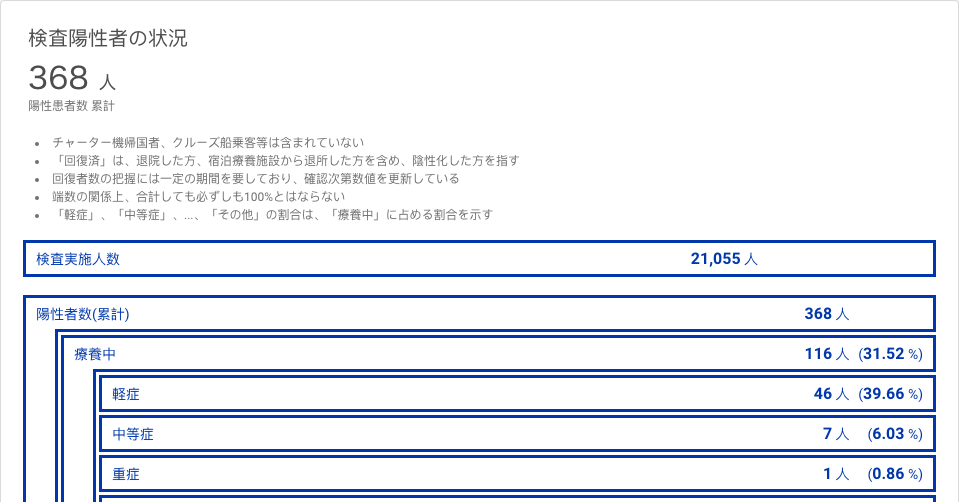 検査陽性者の状況
368 人
陽性患者数 累計
• チャーター機帰国者、クルーズ船乗客等は含まれていない
• 「回復済」は、退院した方、宿泊療養施設から退所した方を含め、陰性化した方を指す
• 回復者数の把握には一定の期間を要しており、確認次第数値を更新している
• 端数の関係上、合計しても必ずしも100%とはならない
• 「軽症」、「中等症」、...、「その他」の割合は、「療養中」に占める割合を示す
検査実施人数 21,055 人
陽性者数(累計) 368 人
療養中 116 人 (31.52 %)
軽症 46 人 (39.66 %)
中等症 7 人 (6.03 %)
重症 1 人 (0.86 %)